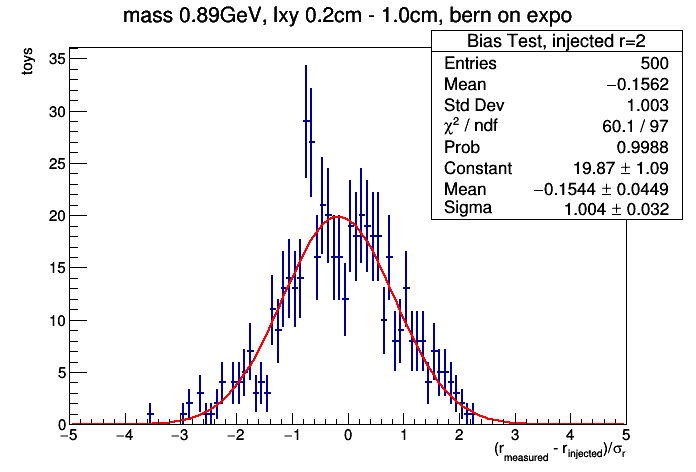 mass 0.89GeV, lxy 0.2cm - 1.0cm, bern on expo
toys
Bias Test, injected r=2
Entries 500
Mean −0.1562
Std Dev 1.003
χ² / ndf 60.1 / 97
Prob 0.9988
Constant 19.87 ± 1.09
Mean −0.1544 ± 0.0449
Sigma 1.004 ± 0.032
35
30
25
20
15
10
5
0
−5 −4 −3 −2 −1 0 1 2 3 4 5
(r_measured - r_injected)/σ_r